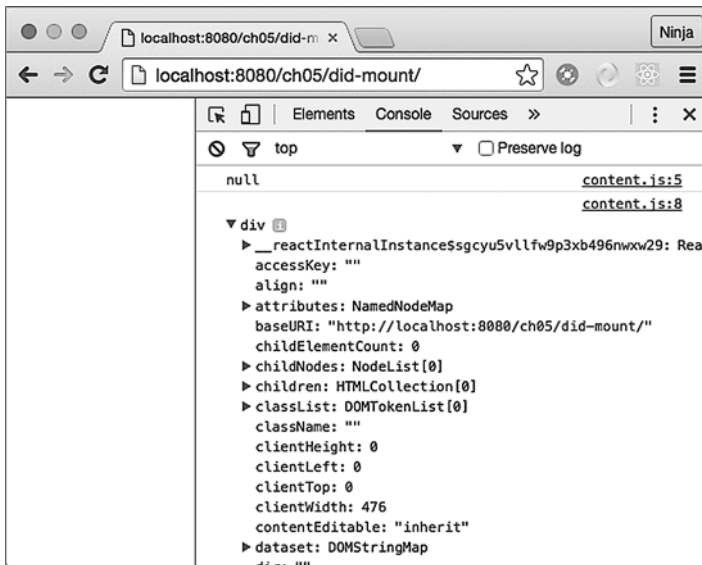 localhost:8080/ch05/did-m
Ninja
localhost:8080/ch05/did-mount/
Elements Console Sources »
top Preserve log
null content.js:5
content.js:8
div
__reactInternalInstance$sgcyu5vllfw9p3xb496nwxw29: Rea
accessKey: ""
align: ""
attributes: NamedNodeMap
baseURI: "http://localhost:8080/ch05/did-mount/"
childElementCount: 0
childNodes: NodeList[0]
children: HTMLCollection[0]
classList: DOMTokenList[0]
className: ""
clientHeight: 0
clientLeft: 0
clientTop: 0
clientWidth: 476
contentEditable: "inherit"
dataset: DOMStringMap